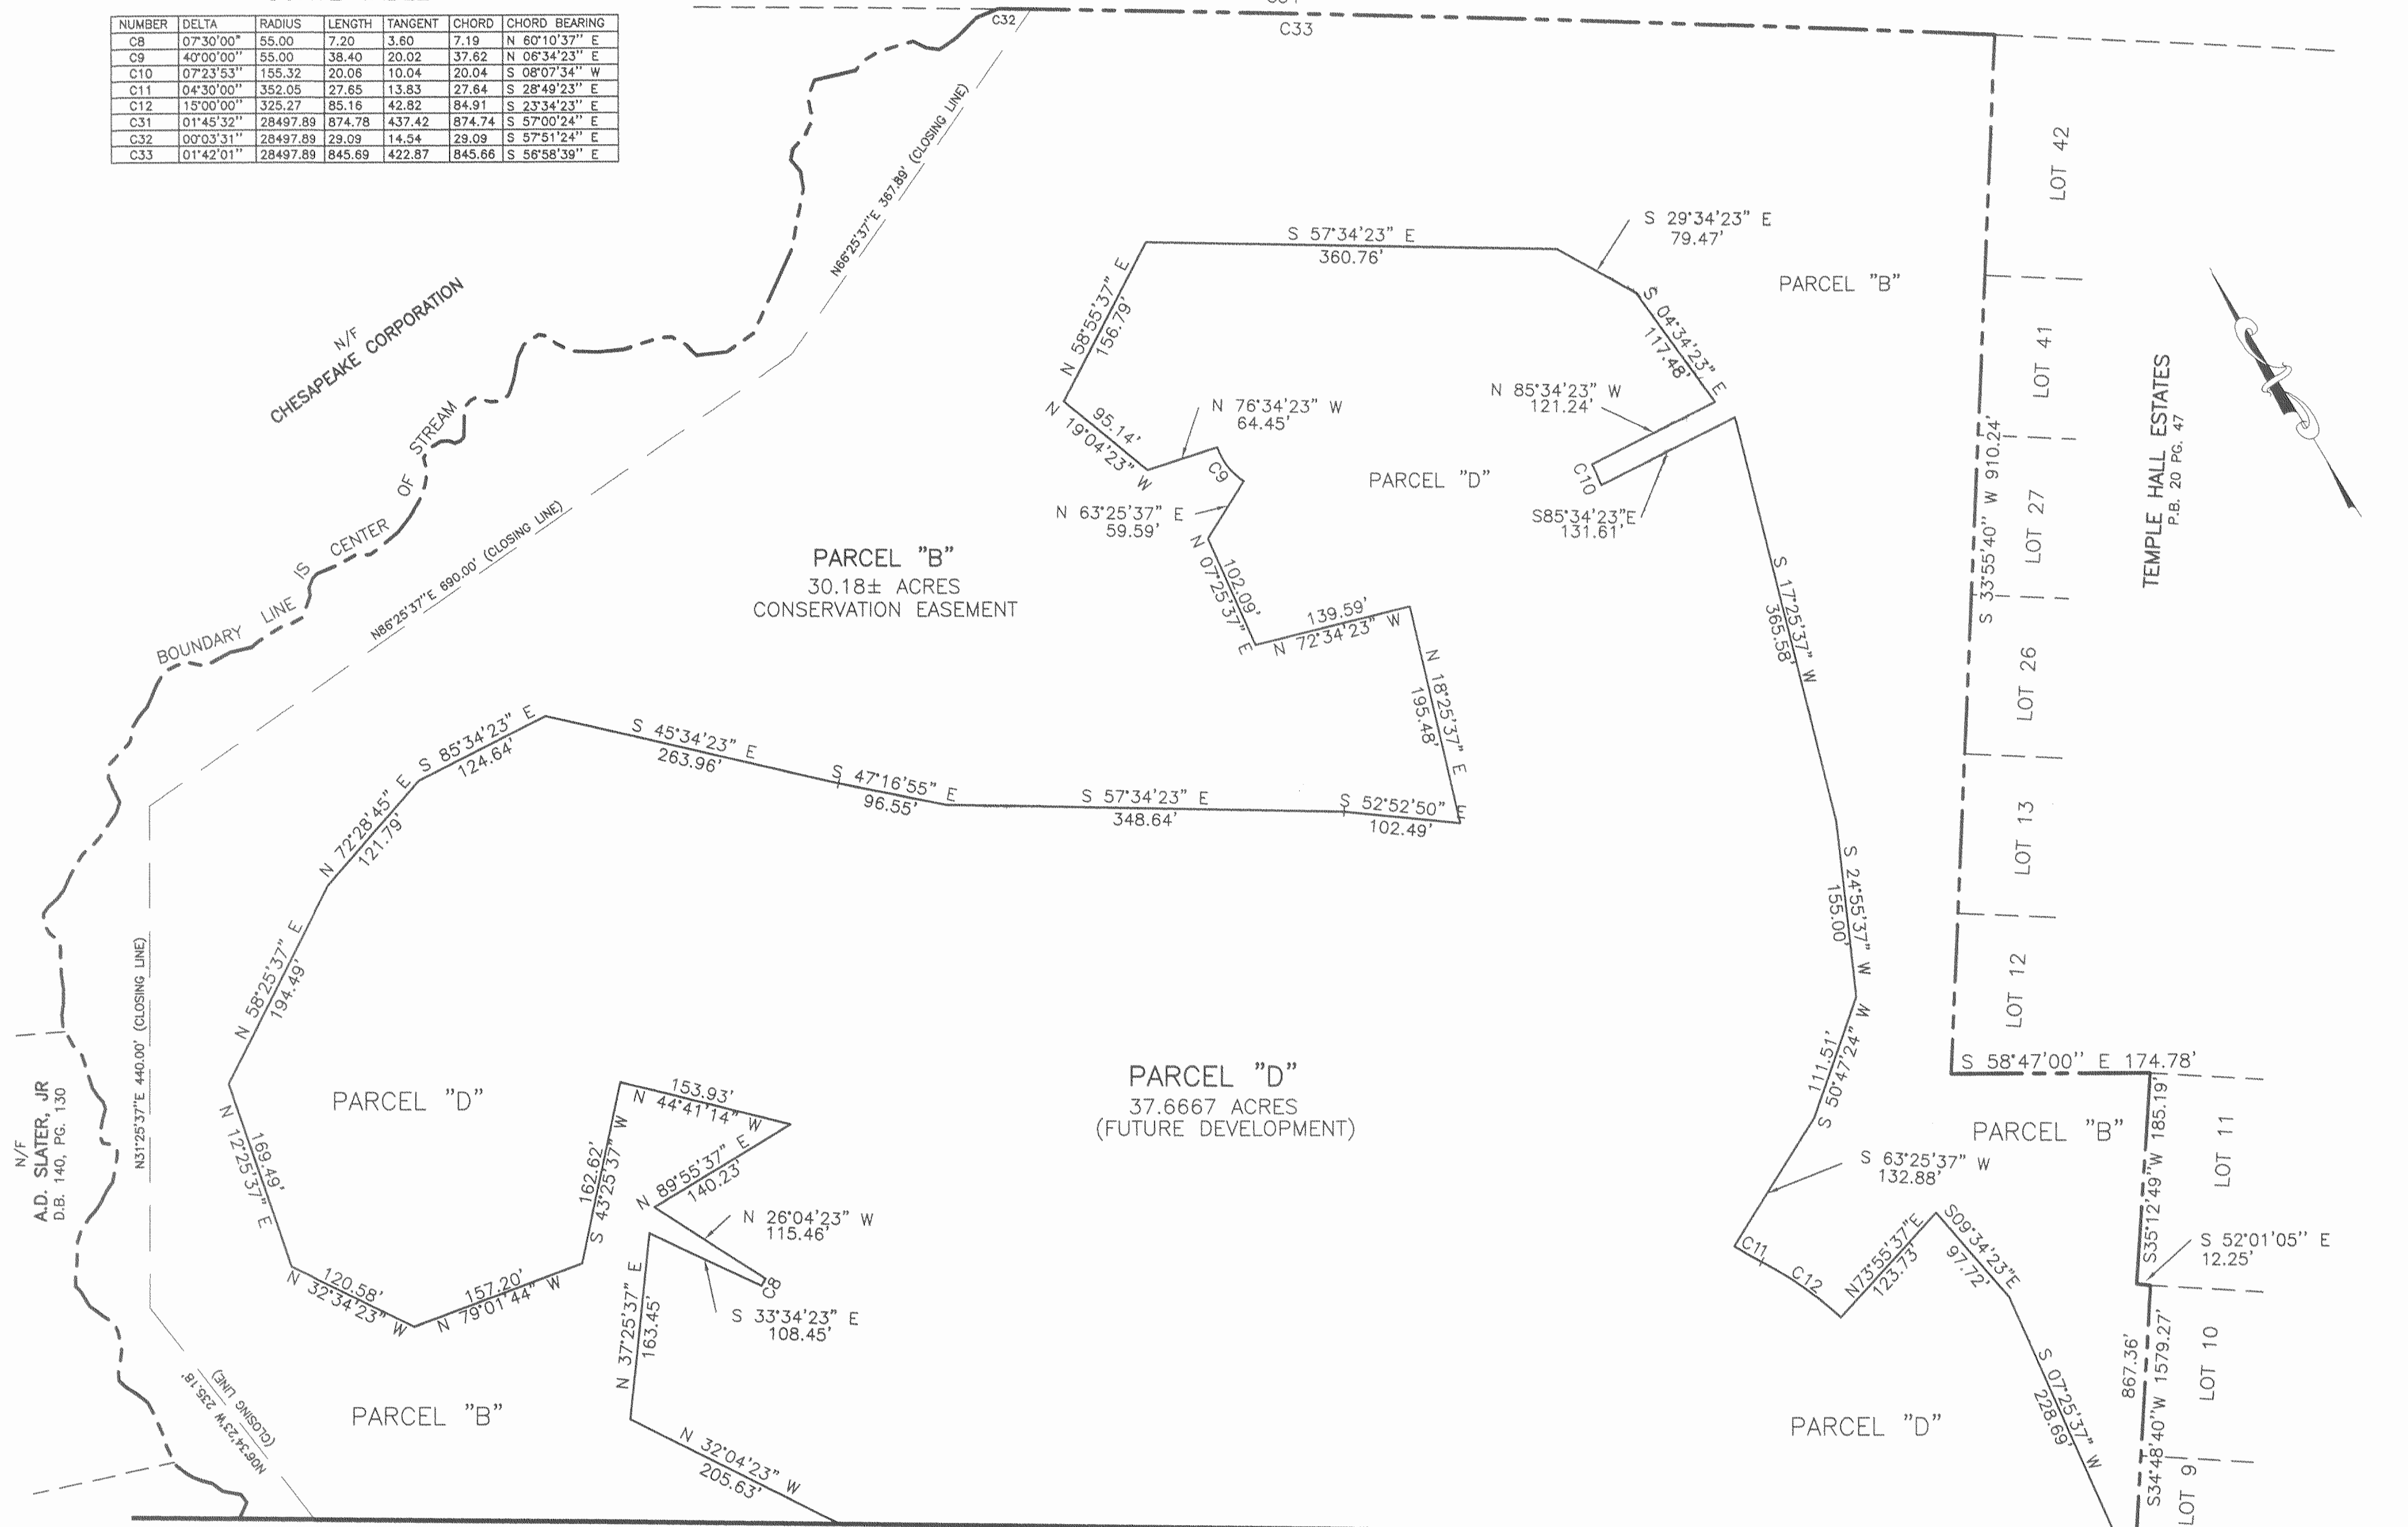 NUMBER DELTA RADIUS LENGTH TANGENT CHORD CHORD BEARING
C8 07°30'00" 55.00 7.20 3.60 7.19 N 60°10'37" E
C9 40°00'00" 55.00 38.40 20.02 37.62 N 06°34'23" E
C10 07°23'53" 155.32 20.06 10.04 20.04 S 08°07'34" W
C11 04°30'00" 352.05 27.65 13.83 27.64 S 28°49'23" E
C12 15°00'00" 325.27 85.16 42.82 84.91 S 23°34'23" E
C31 01°45'32" 28497.89 874.78 437.42 874.74 S 57°00'24" E
C32 00°03'31" 28497.89 29.09 14.54 29.09 S 57°51'24" E
C33 01°42'01" 28497.89 845.69 422.87 845.66 S 56°58'39" E
C32
C33
N66°25'37"E 367.89' (CLOSING LINE)
N/F
CHESAPEAKE CORPORATION
BOUNDARY LINE IS CENTER OF STREAM
N86°25'37"E 690.00' (CLOSING LINE)
S 57°34'23" E
360.76'
S 29°34'23" E
79.47'
PARCEL "B"
N 58°55'37" E
156.79'
S 04°34'23" E
117.48'
N 85°34'23" W
121.24'
95.14'
N 19°04'23" W
N 76°34'23" W
64.45'
C9
PARCEL "D"
C10
S85°34'23"E
131.61'
N 63°25'37" E
59.59'
102.09'
N 07°25'37" E
PARCEL "B"
30.18± ACRES
CONSERVATION EASEMENT
139.59'
N 72°34'23" W
N 18°25'37" E
195.48'
S 17°25'37" W
365.58'
LOT 42
LOT 41
LOT 27
LOT 26
LOT 13
LOT 12
S 33°55'40" W 910.24'
TEMPLE HALL ESTATES
P.B. 20 PG. 47
S 85°34'23" E
124.64'
S 45°34'23" E
263.96'
S 47°16'55" E
96.55'
S 57°34'23" E
348.64'
S 52°52'50" E
102.49'
N 72°28'45" E
121.79'
N 58°25'37" E
194.49'
S 24°55'37" W
155.00'
111.51'
S 50°47'24" W
N31°25'37"E 440.00' (CLOSING LINE)
N/F
A.D. SLATER, JR
D.B. 140, PG. 130
PARCEL "D"
169.49'
N 12°25'37" E
153.93'
N 44°41'14" W
162.62'
S 43°25'37" W
N 89°55'37" E
140.23'
N 26°04'23" W
115.46'
C8
S 33°34'23" E
108.45'
120.58'
N 32°34'23" W
157.20'
N 79°01'44" W
N 37°25'37" E
163.45'
N 32°04'23" W
205.63'
PARCEL "B"
N06°34'23"W 235.18'
(CLOSING LINE)
PARCEL "D"
37.6667 ACRES
(FUTURE DEVELOPMENT)
S 58°47'00" E 174.78'
PARCEL "B"
S35°12'49"W 185.19'
LOT 11
S 63°25'37" W
132.88'
S 52°01'05" E
12.25'
C11
C12
N73°55'37"E
123.73'
S09°34'23"E
97.72'
S 07°25'37" W
228.69'
PARCEL "D"
867.36'
S34°48'40"W 1579.27'
LOT 10
LOT 9